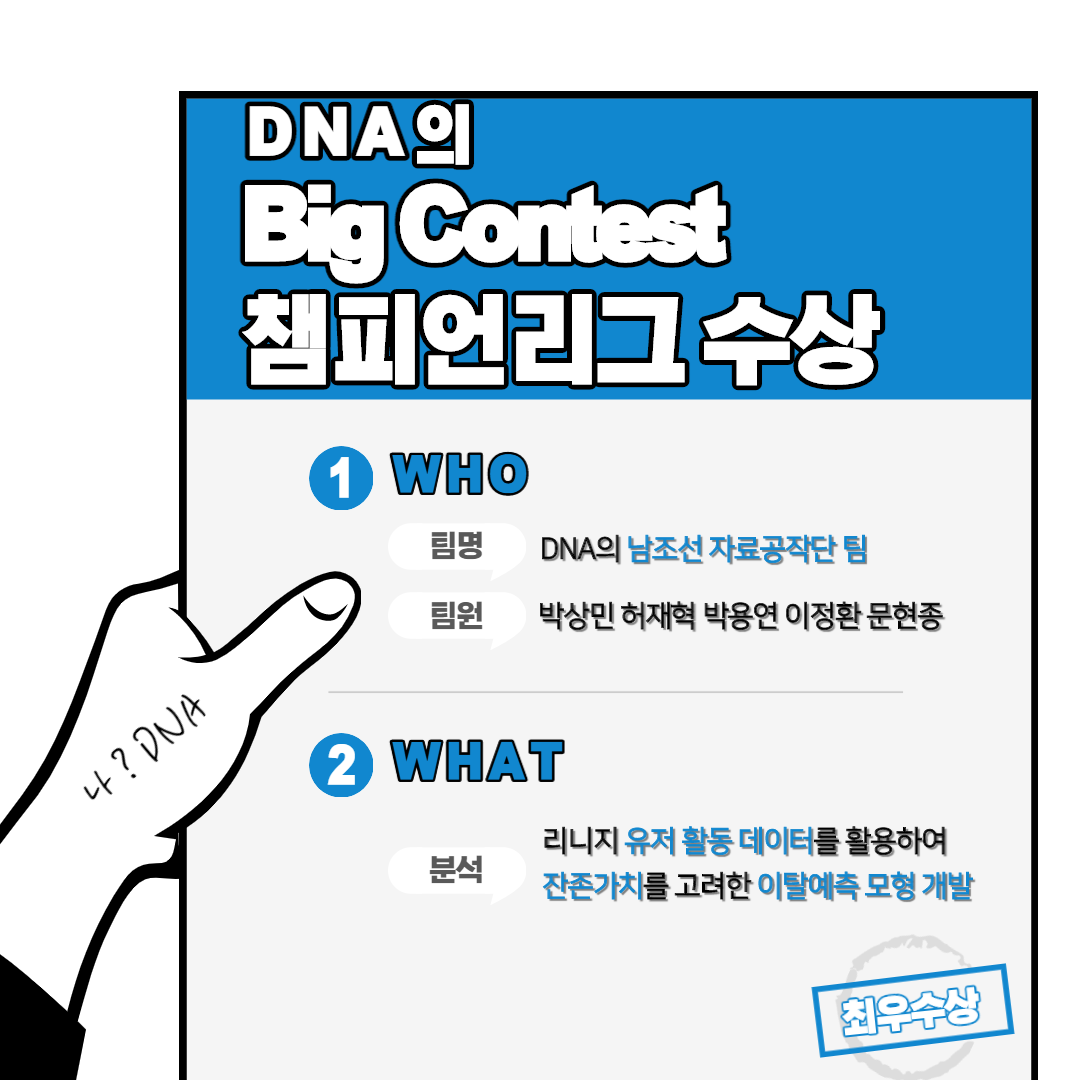 DNA의
Big Contest
챔피언리그 수상
1 WHO
팀명 DNA의 남조선 자료공작단 팀
팀원 박상민 허재혁 박용연 이정환 문현종
나? DNA
2 WHAT
분석 리니지 유저 활동 데이터를 활용하여
잔존가치를 고려한 이탈예측 모형 개발
최우수상